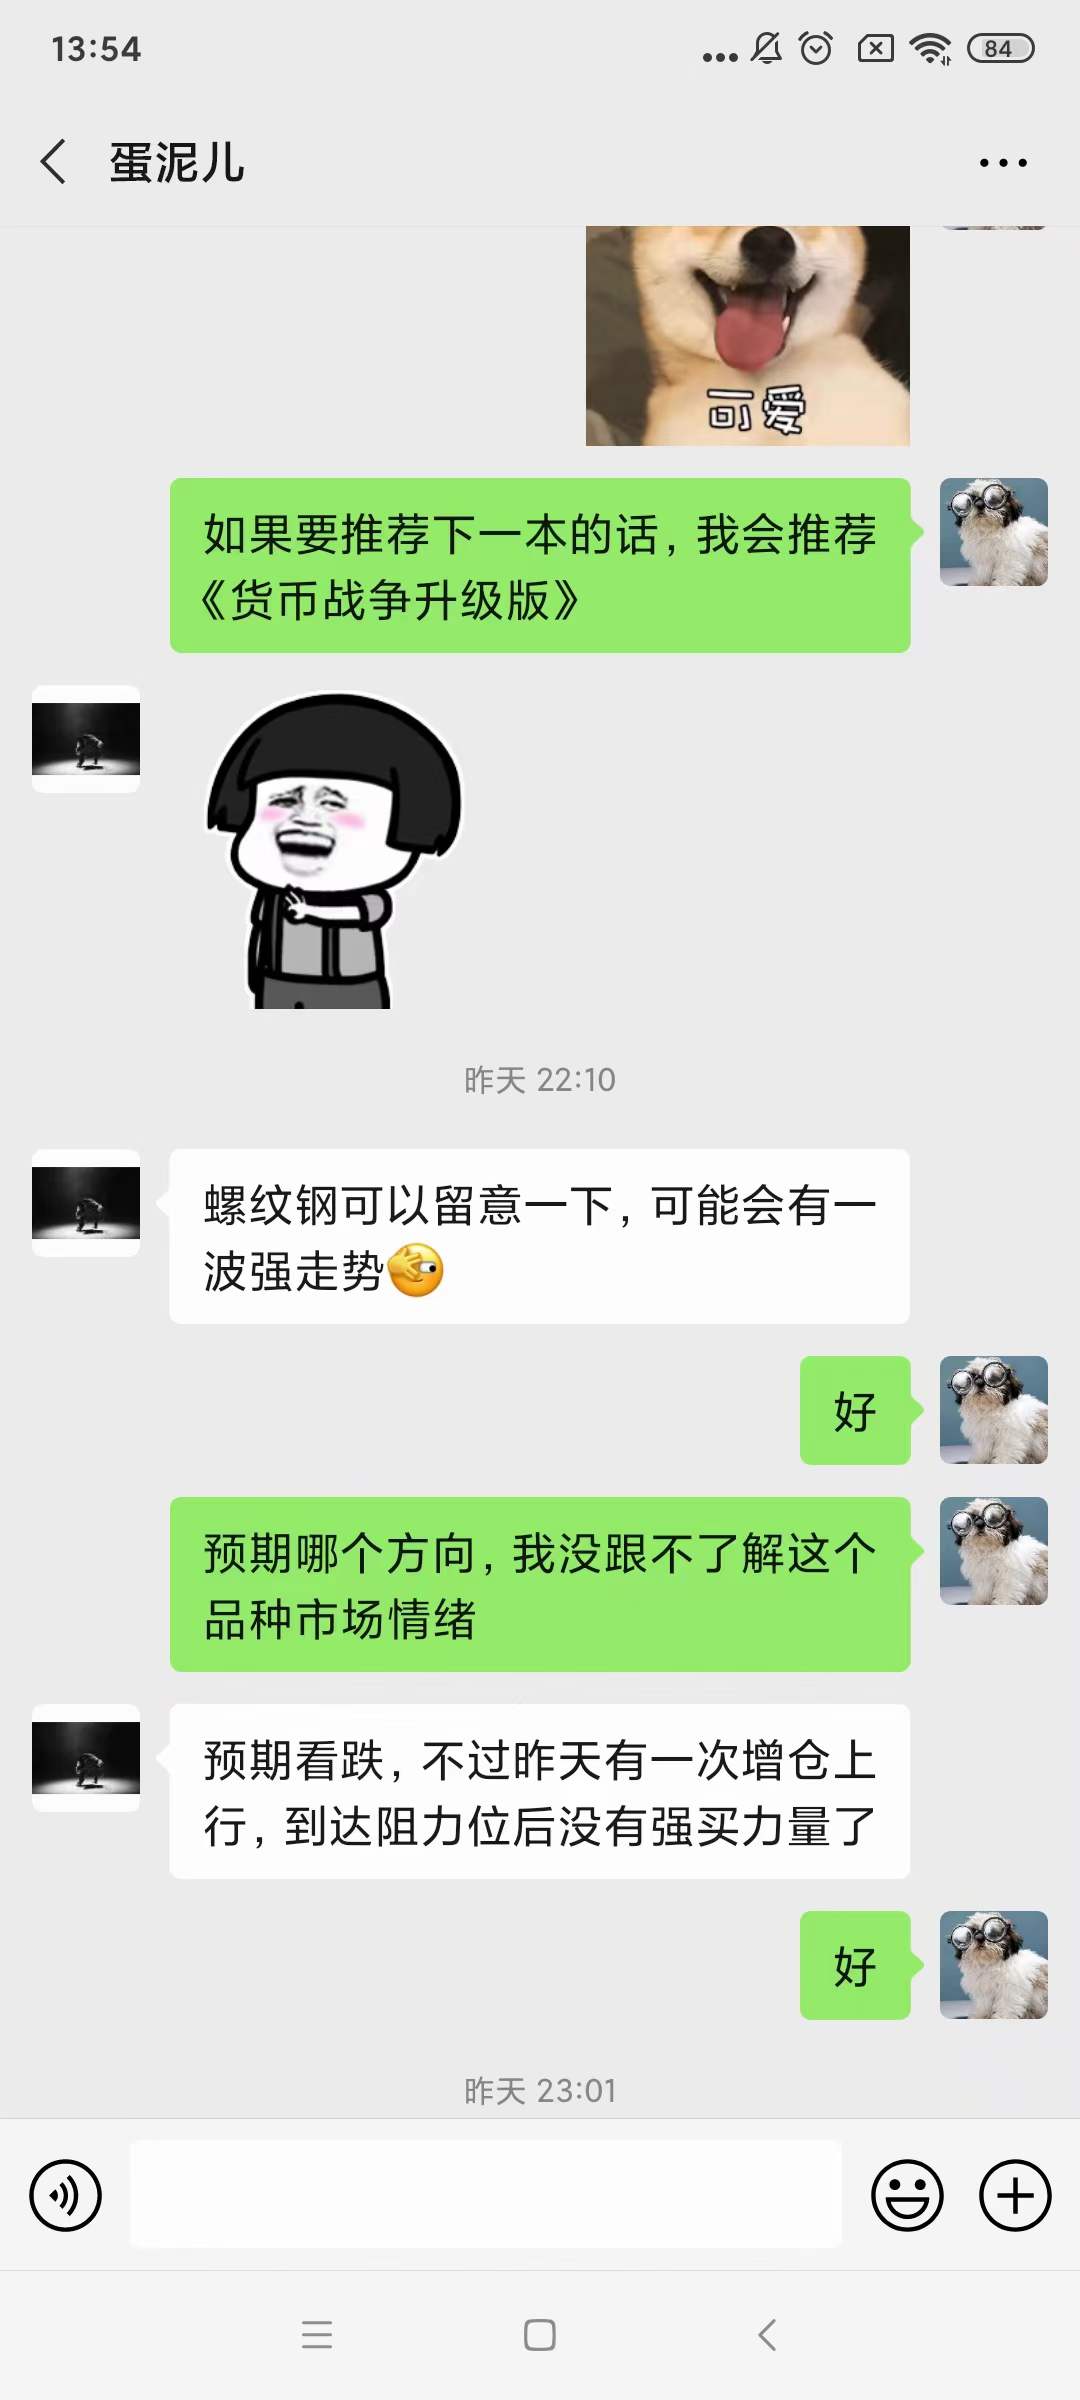 13:54
84
蛋泥儿
可爱
如果要推荐下一本的话，我会推荐
《货币战争升级版》
昨天 22:10
螺纹钢可以留意一下，可能会有一
波强走势
好
预期哪个方向，我没跟不了解这个
品种市场情绪
预期看跌，不过昨天有一次增仓上
行，到达阻力位后没有强买力量了
好
昨天 23:01